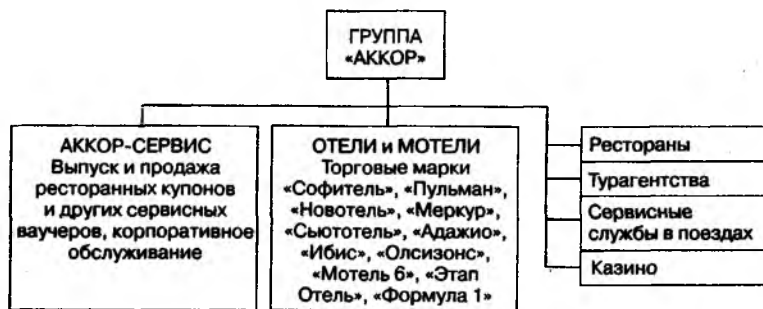 ГРУППА
«АККОР»
АККОР-СЕРВИС
Выпуск и продажа
ресторанных купонов
и других сервисных
ваучеров, корпоративное
обслуживание
ОТЕЛИ и МОТЕЛИ
Торговые марки
«Софитель», «Пульман»,
«Новотель», «Меркур»,
«Сьютотель», «Адажио»,
«Ибис», «Олсизонс»,
«Мотель 6», «Этап
Отель», «Формула 1»
Рестораны
Турагентства
Сервисные
службы в поездах
Казино